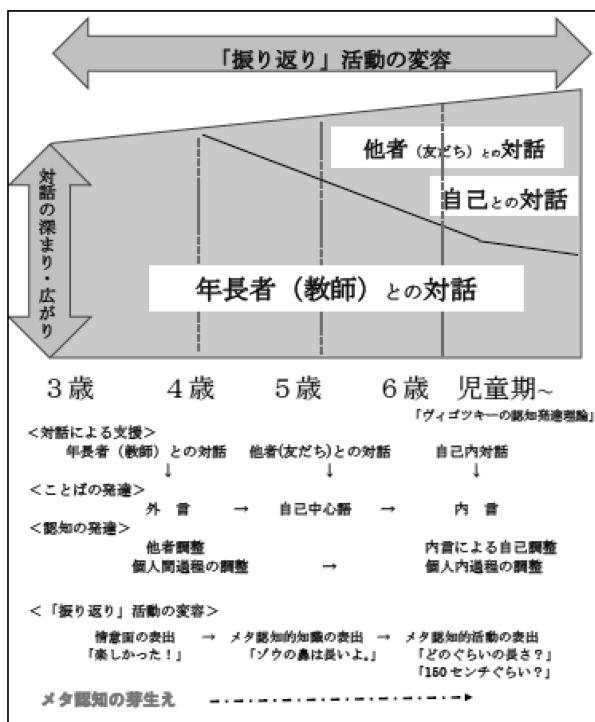 「振り返り」活動の変容
対話の深まり・広がり
他者（友だち）との対話
自己との対話
年長者（教師）との対話
3歳 4歳 5歳 6歳 児童期～
「ヴィゴツキーの認知発達理論」
＜対話による支援＞
年長者（教師）との対話 他者(友だち)との対話 自己内対話
↓ ↓ ↓
＜ことばの発達＞
外 言 → 自己中心語 → 内 言
＜認知の発達＞
他者調整 内言による自己調整
個人間過程の調整 → 個人内過程の調整
＜「振り返り」活動の変容＞
情意面の表出 → メタ認知的知識の表出 → メタ認知的活動の表出
「楽しかった！」 「ゾウの鼻は長いよ。」 「どのぐらいの長さ？」
「150センチぐらい？」
メタ認知の芽生え